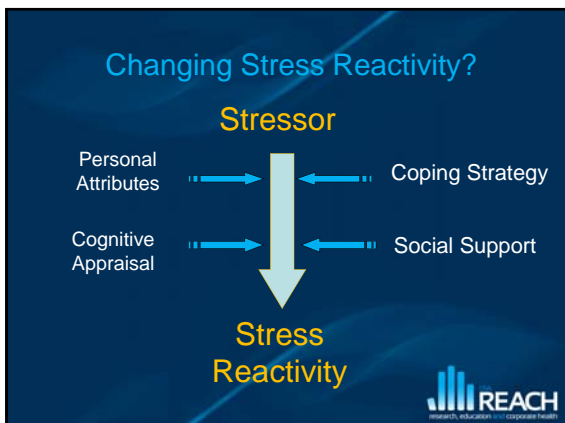 Changing Stress Reactivity?
Stressor
Personal
Attributes
Coping Strategy
Cognitive
Appraisal
Social Support
Stress
Reactivity
REACH
research, education and corporate health